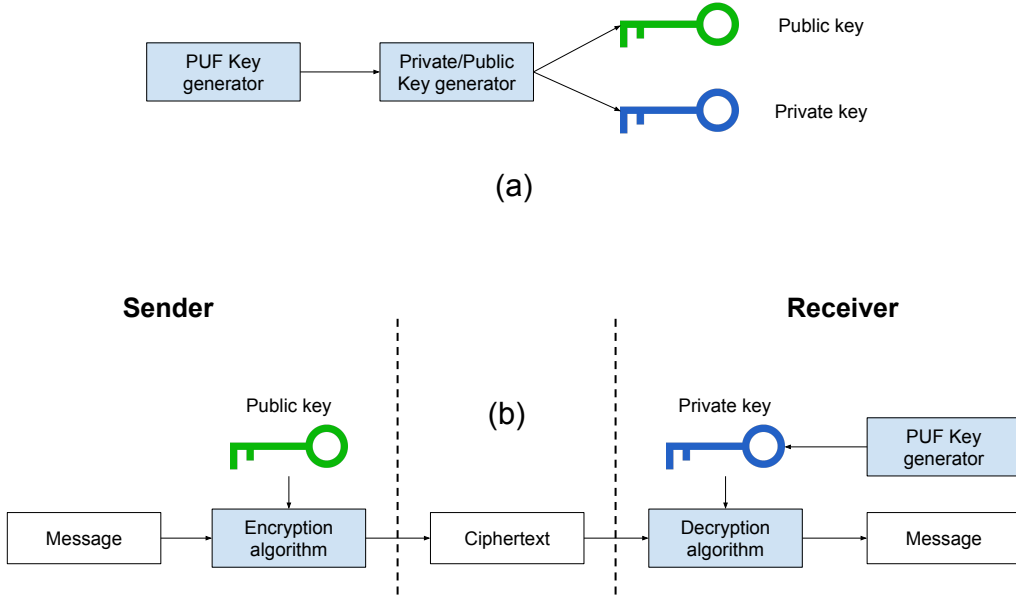 PUF Key
generator
Private/Public
Key generator
Public key
Private key
(a)
Sender
Receiver
Public key
(b)
Private key
PUF Key
generator
Message
Encryption
algorithm
Ciphertext
Decryption
algorithm
Message